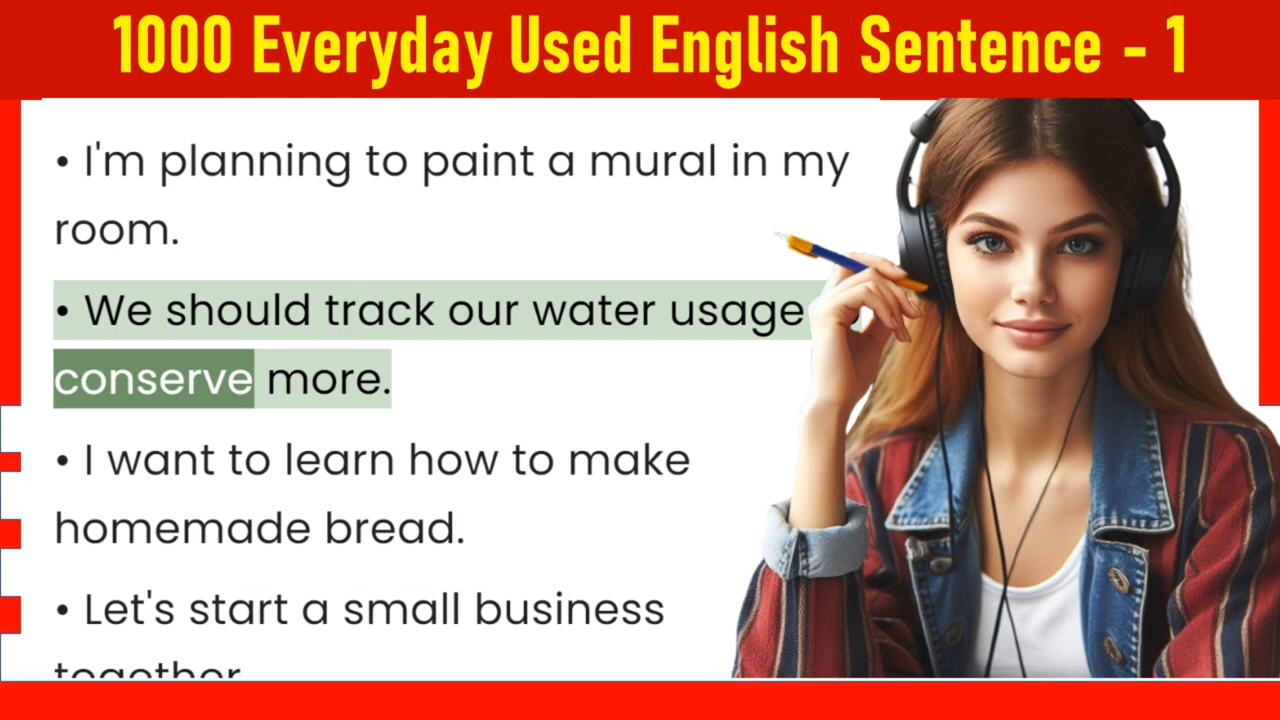 1000 Everyday Used English Sentence - 1
• I'm planning to paint a mural in my
room.
• We should track our water usage
conserve more.
• I want to learn how to make
homemade bread.
• Let's start a small business
together